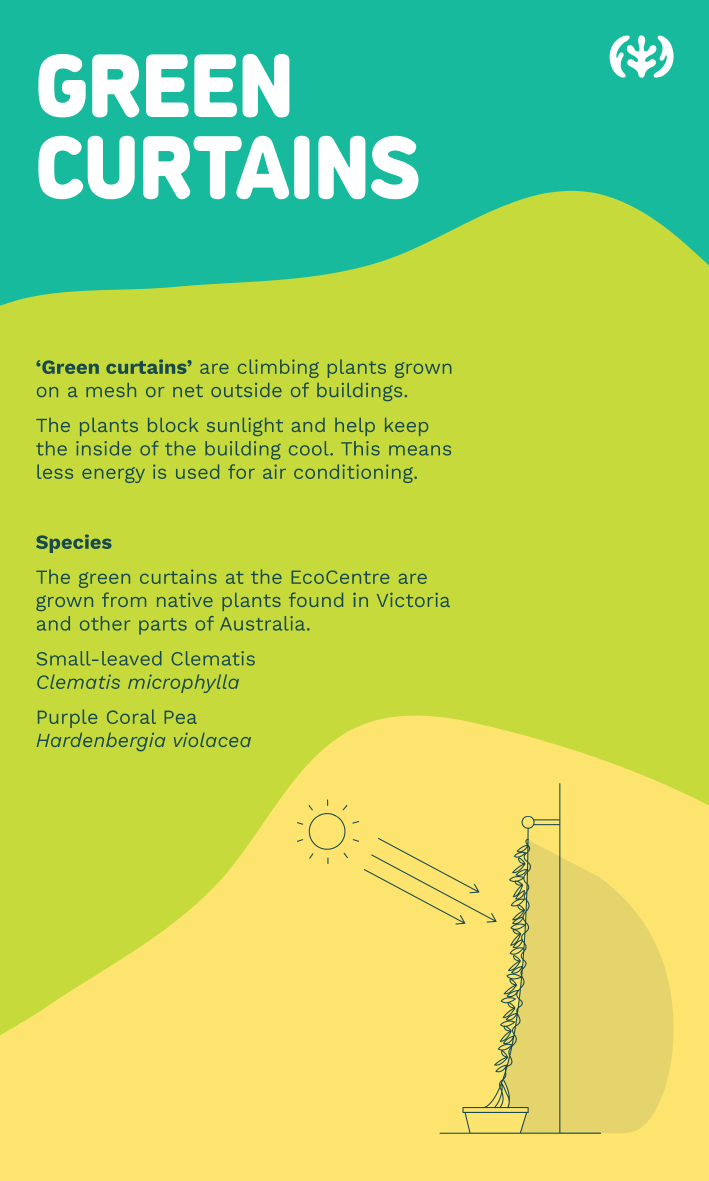 GREEN
CURTAINS
‘Green curtains’ are climbing plants grown
on a mesh or net outside of buildings.
The plants block sunlight and help keep
the inside of the building cool. This means
less energy is used for air conditioning.
Species
The green curtains at the EcoCentre are
grown from native plants found in Victoria
and other parts of Australia.
Small-leaved Clematis
Clematis microphylla
Purple Coral Pea
Hardenbergia violacea